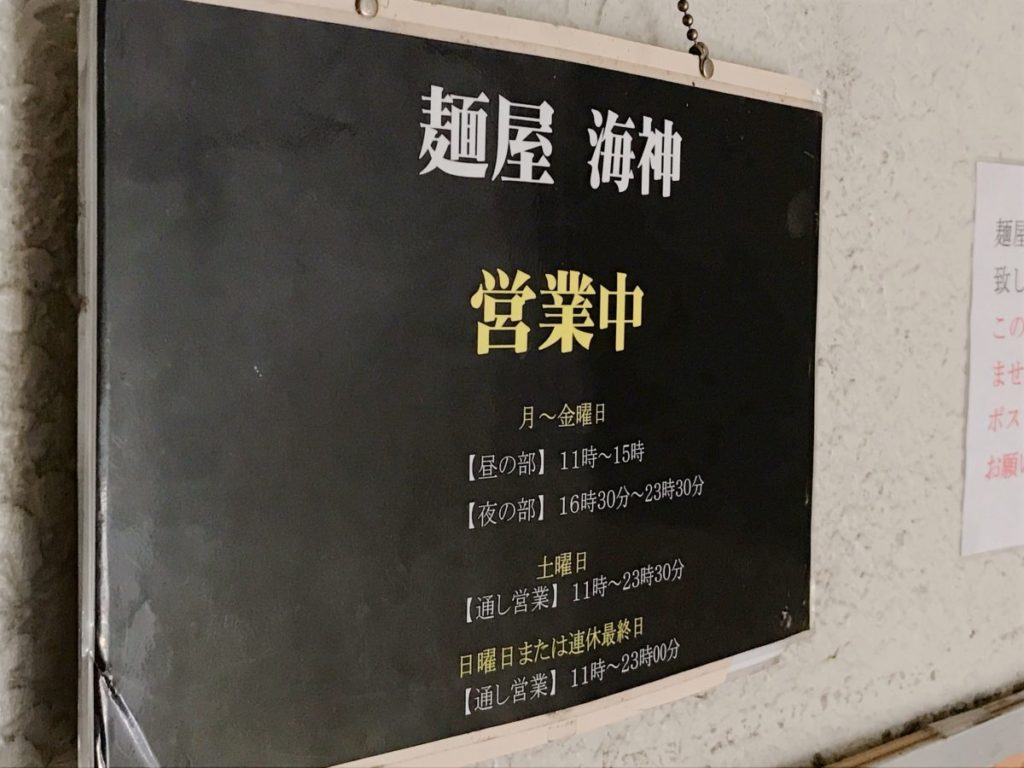 麺屋 海神
営業中
月〜金曜日
【昼の部】11時〜15時
【夜の部】16時30分〜23時30分
土曜日
【通し営業】11時〜23時30分
日曜日または連休最終日
【通し営業】11時〜23時00分
麺屋
致し
この
ませ
ポス
お願い